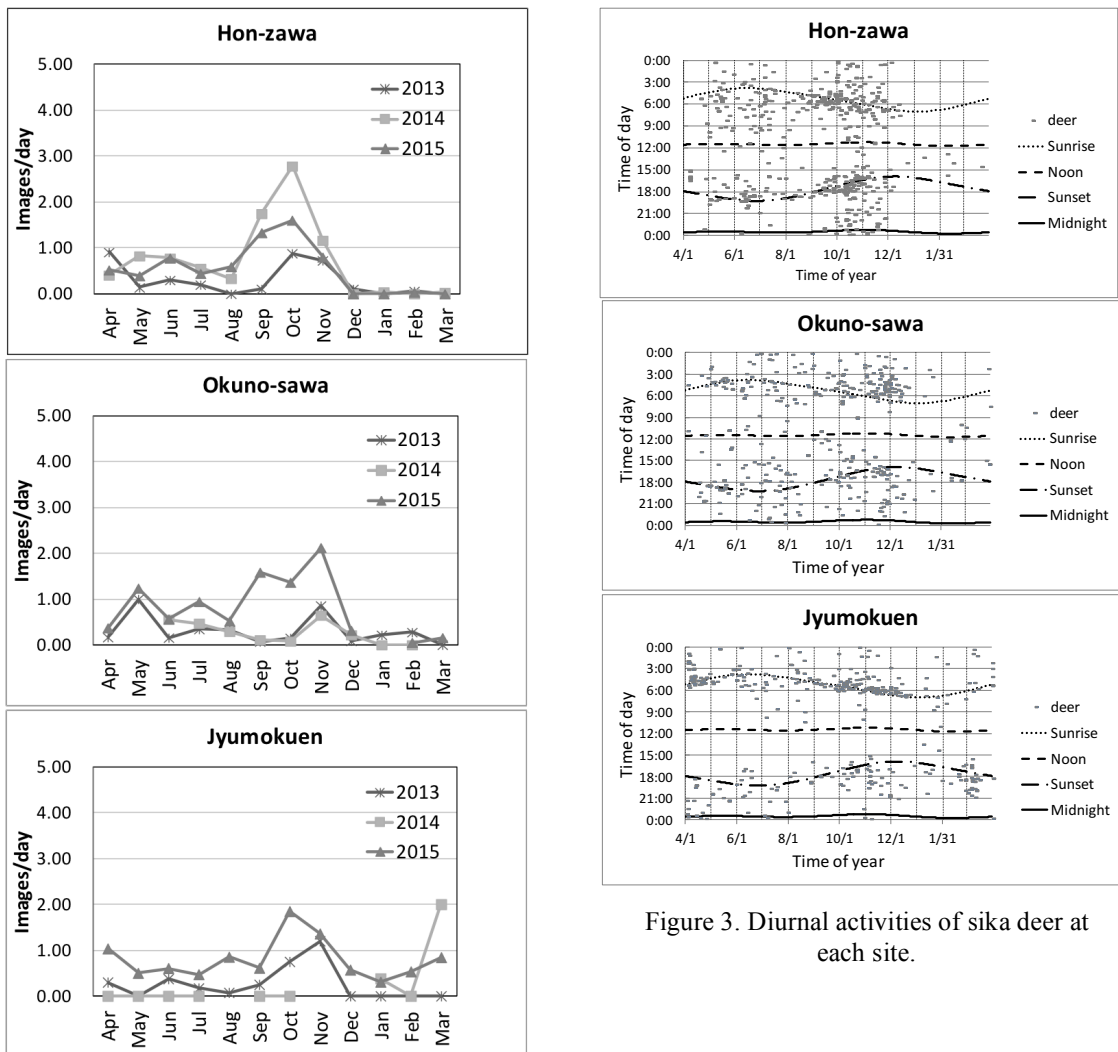 Hon-zawa
5.00
4.00
3.00
2.00
1.00
0.00
Images/day
2013
2014
2015
Apr
May
Jun
Jul
Aug
Sep
Oct
Nov
Dec
Jan
Feb
Mar
Okuno-sawa
5.00
4.00
3.00
2.00
1.00
0.00
Images/day
2013
2014
2015
Apr
May
Jun
Jul
Aug
Sep
Oct
Nov
Dec
Jan
Feb
Mar
Jyumokuen
5.00
4.00
3.00
2.00
1.00
0.00
Images/day
2013
2014
2015
Apr
May
Jun
Jul
Aug
Sep
Oct
Nov
Dec
Jan
Feb
Mar
Hon-zawa
0:00
3:00
6:00
9:00
12:00
15:00
18:00
21:00
0:00
Time of day
4/1 6/1 8/1 10/1 12/1 1/31
Time of year
deer
Sunrise
Noon
Sunset
Midnight
Okuno-sawa
0:00
3:00
6:00
9:00
12:00
15:00
18:00
21:00
0:00
Time of day
4/1 6/1 8/1 10/1 12/1 1/31
Time of year
deer
Sunrise
Noon
Sunset
Midnight
Jyumokuen
0:00
3:00
6:00
9:00
12:00
15:00
18:00
21:00
0:00
Time of day
4/1 6/1 8/1 10/1 12/1 1/31
Time of year
deer
Sunrise
Noon
Sunset
Midnight
Figure 3. Diurnal activities of sika deer at
each site.